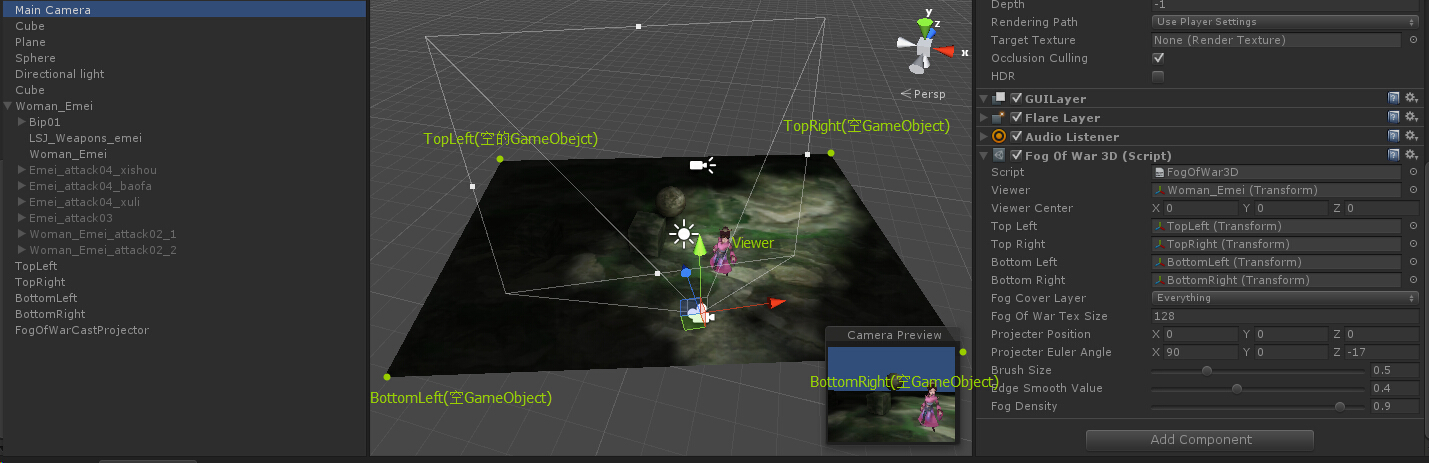 Main Camera
Cube
Plane
Sphere
Directional light
Cube
Woman_Emei
Bip01
LSJ_Weapons_emei
Woman_Emei
Emei_attack04_xishou
Emei_attack04_baofa
Emei_attack04_xuli
Emei_attack03
Woman_Emei_attack02_1
Woman_Emei_attack02_2
TopLeft
TopRight
BottomLeft
BottomRight
FogOfWarCastProjector
y
z
x
Persp
TopLeft(空的GameObejct)
TopRight(空GameObject)
Viewer
Camera Preview
BottomRight(空GameObject)
BottomLeft(空GameObject)
Depth -1
Rendering Path Use Player Settings
Target Texture None (Render Texture)
Occlusion Culling
HDR
GUILayer
Flare Layer
Audio Listener
Fog Of War 3D (Script)
Script FogOfWar3D
Viewer Woman_Emei (Transform)
Viewer Center X 0 Y 0 Z 0
Top Left TopLeft (Transform)
Top Right TopRight (Transform)
Bottom Left BottomLeft (Transform)
Bottom Right BottomRight (Transform)
Fog Cover Layer Everything
Fog Of War Tex Size 128
Projecter Position X 0 Y 0 Z 0
Projecter Euler Angle X 90 Y 0 Z -17
Brush Size 0.5
Edge Smooth Value 0.4
Fog Density 0.9
Add Component